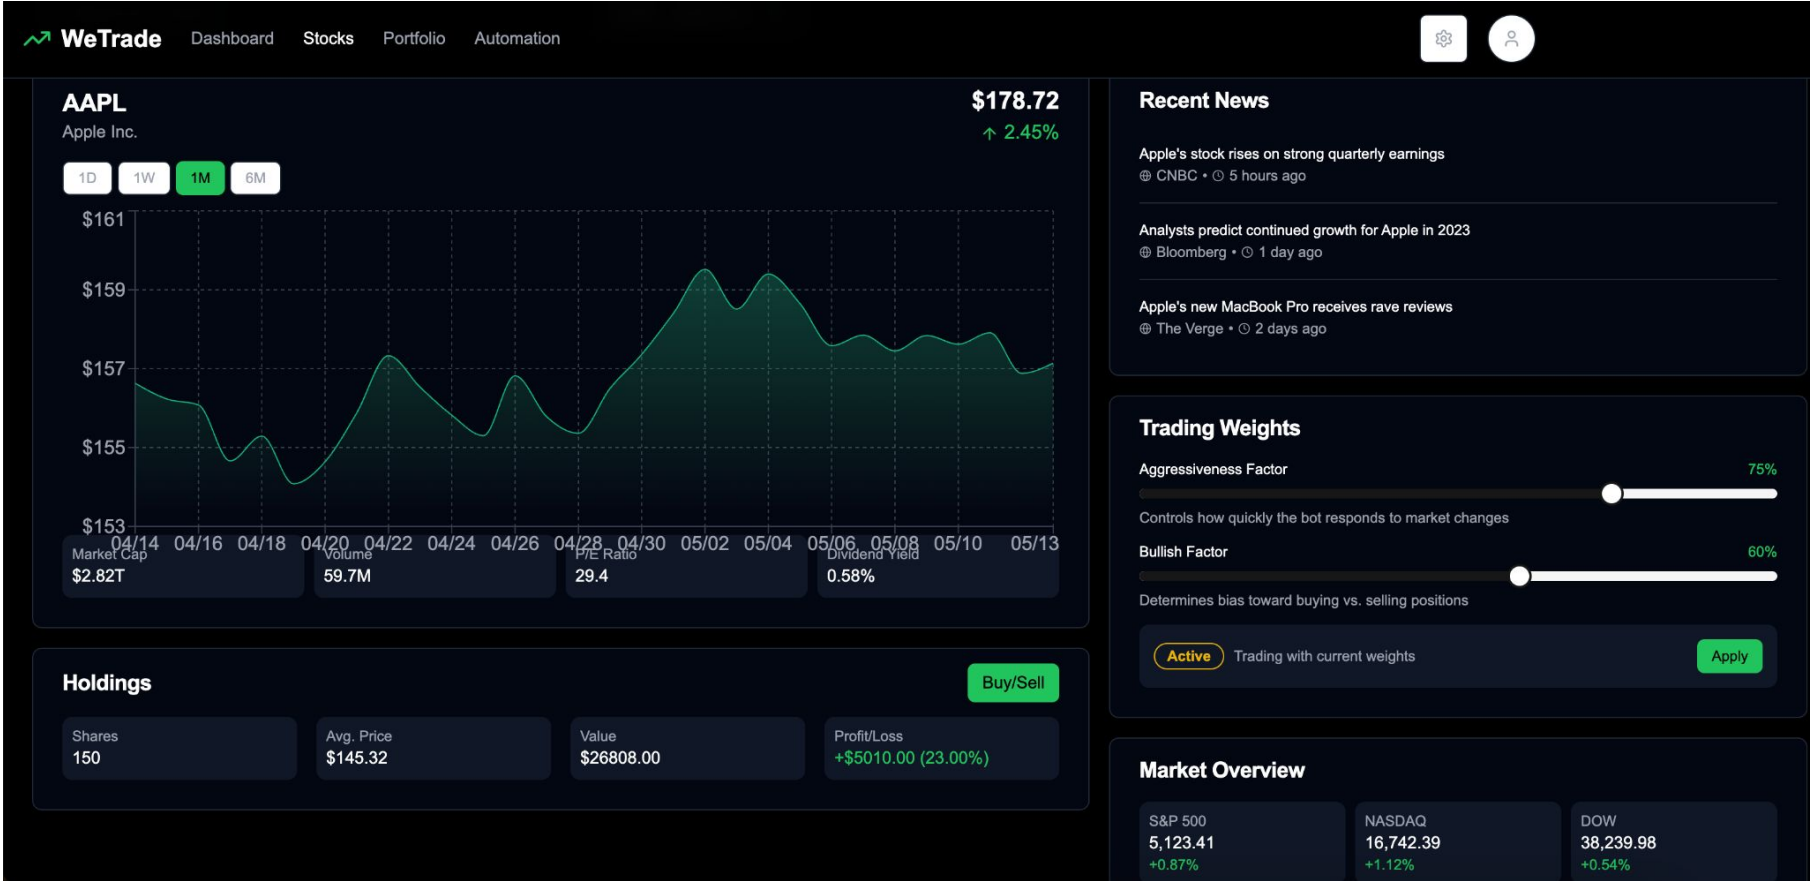 WeTrade Dashboard Stocks Portfolio Automation
AAPL
Apple Inc.
$178.72
↑ 2.45%
1D 1W 1M 6M
$161
$159
$157
$155
$153
04/14 04/16 04/18 04/20 04/22 04/24 04/26 04/28 04/30 05/02 05/04 05/06 05/08 05/10 05/13
Market Cap
$2.82T
Volume
59.7M
P/E Ratio
29.4
Dividend Yield
0.58%
Holdings
Buy/Sell
Shares
150
Avg. Price
$145.32
Value
$26808.00
Profit/Loss
+$5010.00 (23.00%)
Recent News
Apple's stock rises on strong quarterly earnings
CNBC • 5 hours ago
Analysts predict continued growth for Apple in 2023
Bloomberg • 1 day ago
Apple's new MacBook Pro receives rave reviews
The Verge • 2 days ago
Trading Weights
Aggressiveness Factor 75%
Controls how quickly the bot responds to market changes
Bullish Factor 60%
Determines bias toward buying vs. selling positions
Active Trading with current weights Apply
Market Overview
S&P 500
5,123.41
+0.87%
NASDAQ
16,742.39
+1.12%
DOW
38,239.98
+0.54%